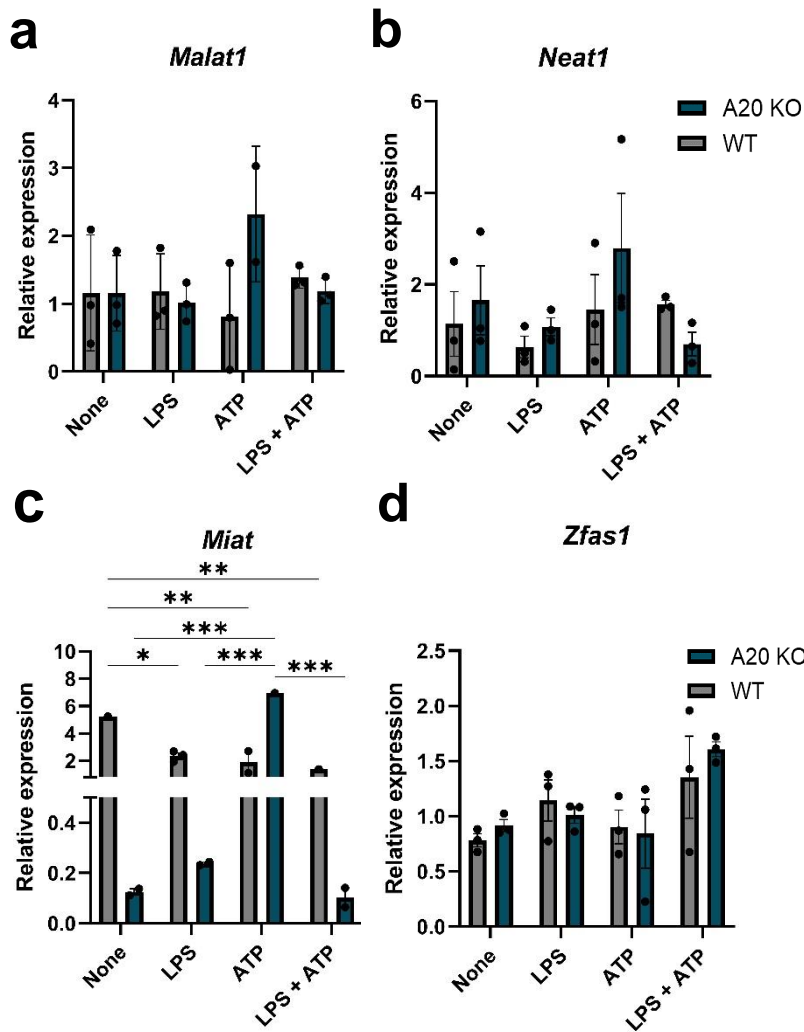 a
Malat1
Relative expression
4
3
2
1
0
None
LPS
ATP
LPS + ATP
b
Neat1
A20 KO
WT
Relative expression
6
4
2
0
None
LPS
ATP
LPS + ATP
c
Miat
**
**
***
*
***
***
Relative expression
10
8
6
4
2
0.4
0.2
0.0
None
LPS
ATP
LPS + ATP
d
Zfas1
A20 KO
WT
Relative expression
2.5
2.0
1.5
1.0
0.5
0.0
None
LPS
ATP
LPS + ATP